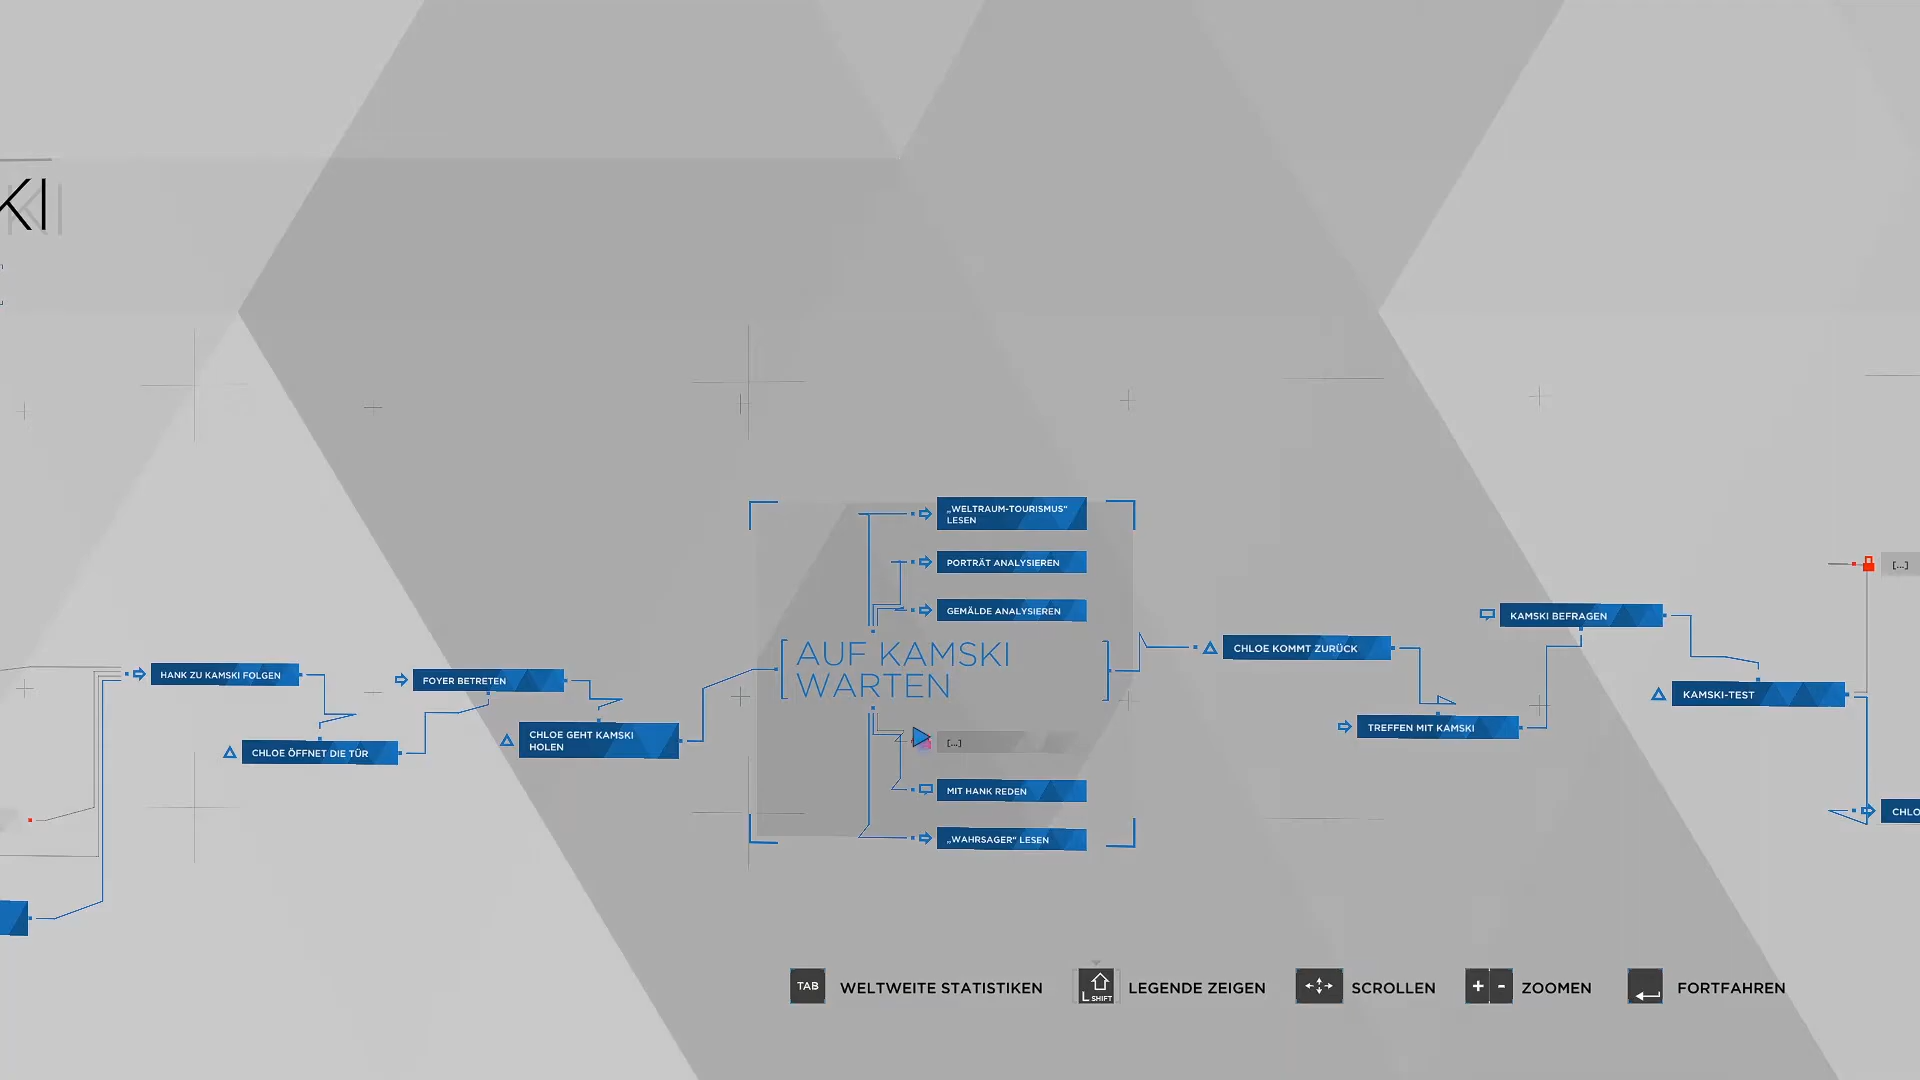 KI
„WELTRAUM-TOURISMUS“
LESEN
PORTRÄT ANALYSIEREN
GEMÄLDE ANALYSIEREN
[...]
KAMSKI BEFRAGEN
AUF KAMSKI
WARTEN
CHLOE KOMMT ZURÜCK
HANK ZU KAMSKI FOLGEN
FOYER BETRETEN
KAMSKI-TEST
CHLOE GEHT KAMSKI
HOLEN
TREFFEN MIT KAMSKI
CHLOE ÖFFNET DIE TÜR
[...]
MIT HANK REDEN
„WAHRSAGER“ LESEN
CHLO
TAB WELTWEITE STATISTIKEN
L SHIFT LEGENDE ZEIGEN
SCROLLEN
+ - ZOOMEN
FORTFAHREN